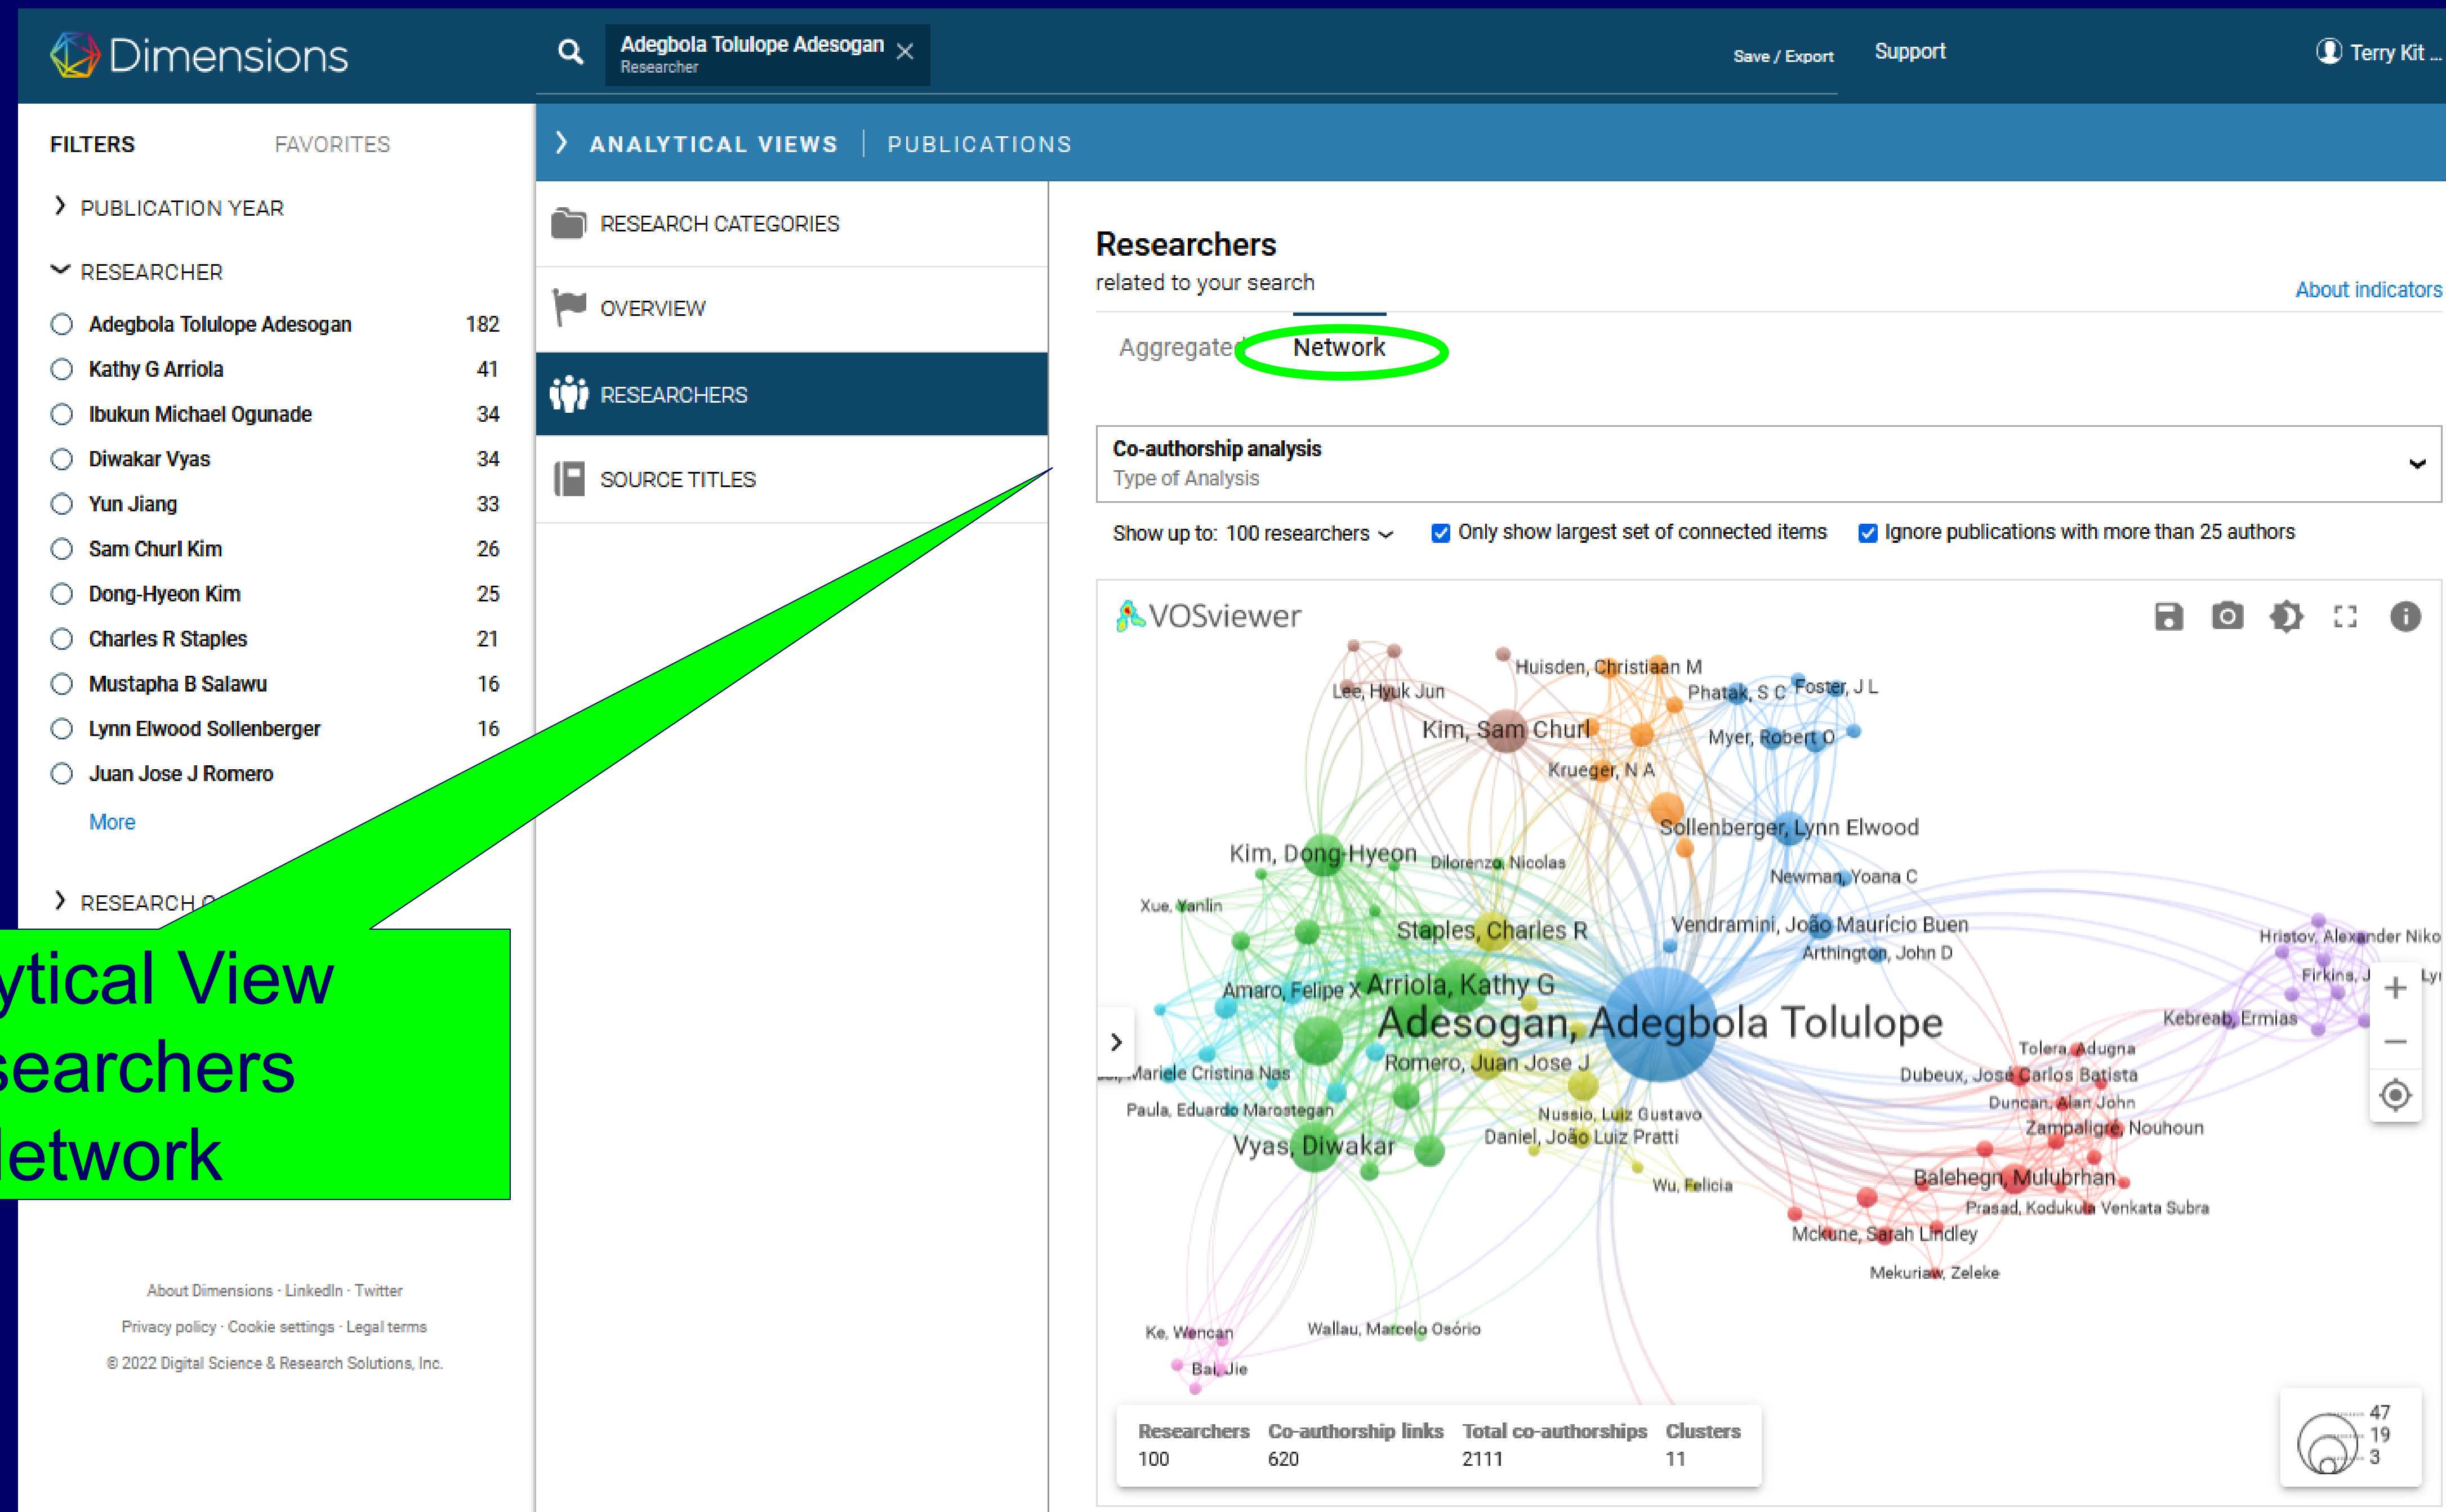 Dimensions
Adegbola Tolulope Adesogan
Researcher
Save / Export
Support
Terry Kit ...
FILTERS
FAVORITES
ANALYTICAL VIEWS
PUBLICATIONS
PUBLICATION YEAR
RESEARCHER
Adegbola Tolulope Adesogan 182
Kathy G Arriola 41
Ibukun Michael Ogunade 34
Diwakar Vyas 34
Yun Jiang 33
Sam Churl Kim 26
Dong-Hyeon Kim 25
Charles R Staples 21
Mustapha B Salawu 16
Lynn Elwood Sollenberger 16
Juan Jose J Romero
More
RESEARCH
ytical View
searchers
etwork
About Dimensions · LinkedIn · Twitter
Privacy policy · Cookie settings · Legal terms
© 2022 Digital Science & Research Solutions, Inc.
RESEARCH CATEGORIES
OVERVIEW
RESEARCHERS
SOURCE TITLES
Researchers
related to your search
About indicators
Aggregate
Network
Co-authorship analysis
Type of Analysis
Show up to: 100 researchers
Only show largest set of connected items
Ignore publications with more than 25 authors
VOSviewer
Huisden, Christiaan M
Lee, Hyuk Jun
Phatak, S C
Foster, J L
Kim, Sam Churl
Myer, Robert O
Krueger, N A
Sollenberger, Lynn Elwood
Kim, Dong-Hyeon
Dilorenzo, Nicolas
Newman, Yoana C
Xue, Yanlin
Staples, Charles R
Vendramini, João Maurício Buen
Hristov, Alexander Niko
Arthington, John D
Firkins, J
Ly
Amaro, Felipe X
Arriola, Kathy G
Adesogan, Adegbola Tolulope
Kebreab, Ermias
Tolera, Adugna
Romero, Juan Jose J
Mariele Cristina Nas
Dubeux, José Carlos Batista
Duncan, Alan John
Paula, Eduardo Marostegan
Nussio, Luiz Gustavo
Zampaligré, Nouhoun
Daniel, João Luiz Pratti
Vyas, Diwakar
Balehegn, Mulubrhan
Wu, Felicia
Prasad, Kodukula Venkata Subra
Mckune, Sarah Lindley
Mekuriaw, Zeleke
Ke, Wencan
Wallau, Marcelo Osório
Bai, Jie
Researchers Co-authorship links Total co-authorships Clusters
100 620 2111 11
47
19
3